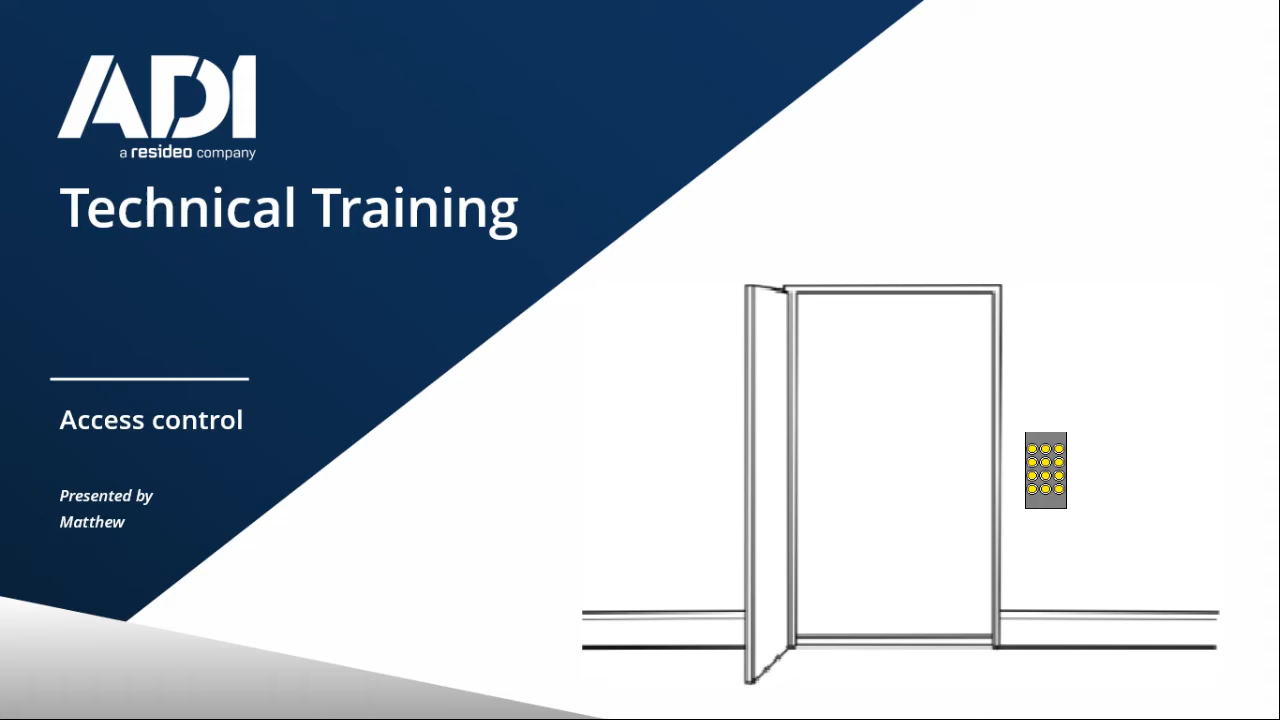 ADI
a resideo company
Technical Training
Access control
Presented by
Matthew